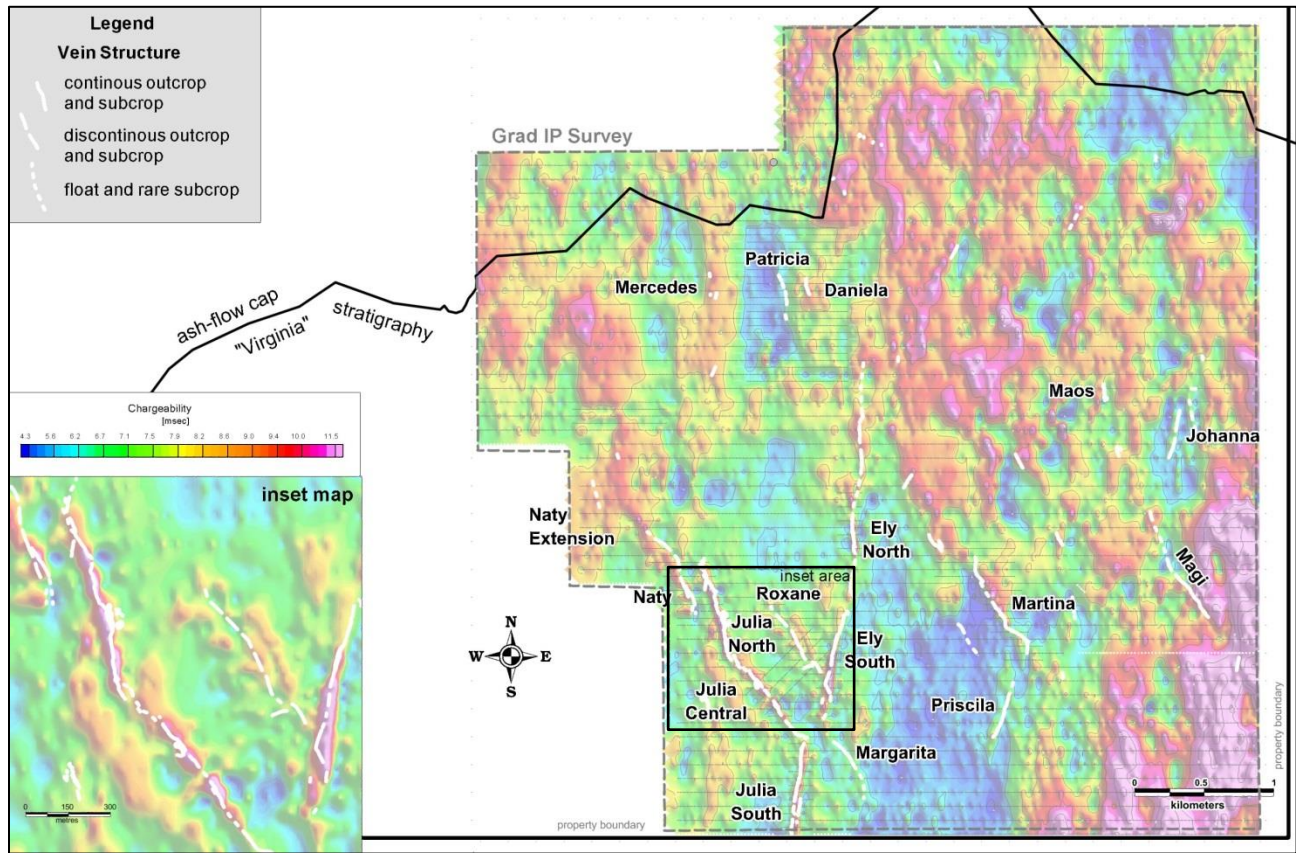 Legend
Vein Structure
continous outcrop
and subcrop
discontinous outcrop
and subcrop
float and rare subcrop
Grad IP Survey
ash-flow cap
"Virginia"
stratigraphy
Mercedes
Patricia
Daniela
Maos
Johanna
Naty
Extension
Ely
North
Magi
inset area
Naty
Roxane
Martina
Julia
North
Ely
South
Julia
Central
Priscila
Margarita
Julia
South
N
W
E
S
property boundary
property boundary
0
0.5
1
kilometers
Chargeability
[msec]
4.3 5.6 6.2 6.7 7.1 7.5 7.9 8.2 8.6 9.0 9.4 10.0 11.5
inset map
0
150
300
metres